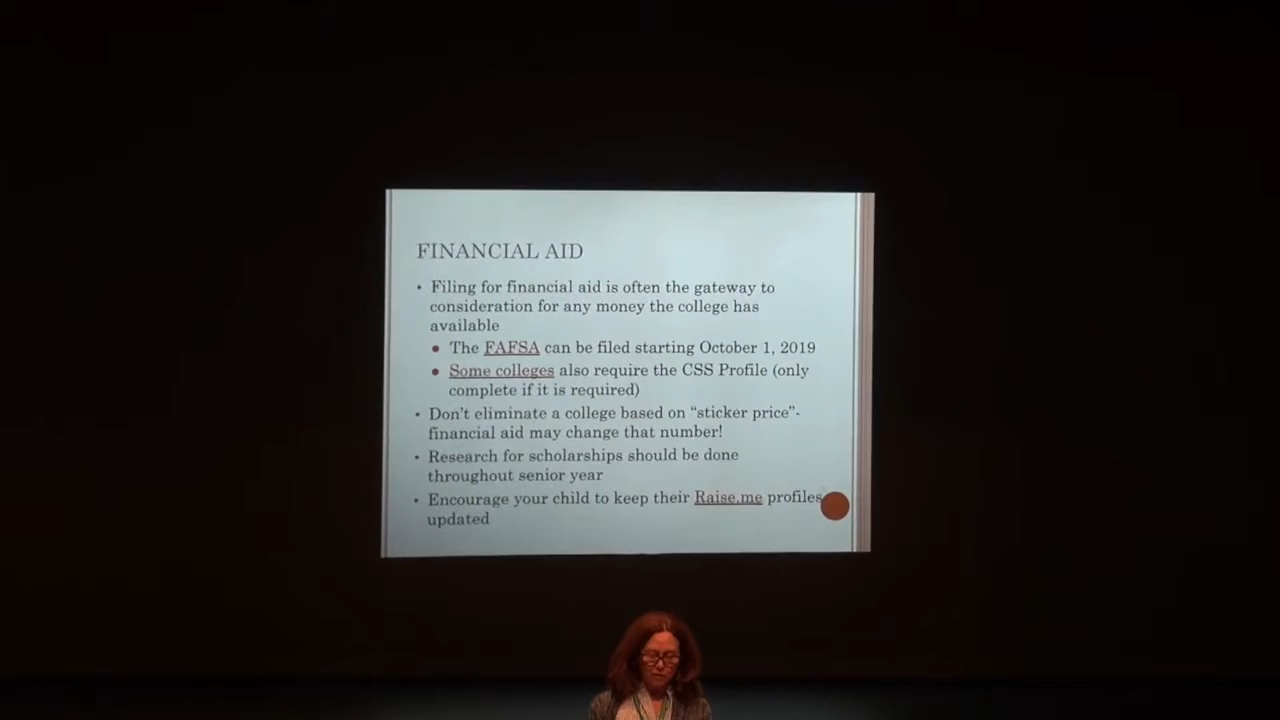 FINANCIAL AID
• Filing for financial aid is often the gateway to
consideration for any money the college has
available
• The FAFSA can be filed starting October 1, 2019
• Some colleges also require the CSS Profile (only
complete if it is required)
• Don't eliminate a college based on “sticker price”-
financial aid may change that number!
• Research for scholarships should be done
throughout senior year
• Encourage your child to keep their Raise.me profiles
updated